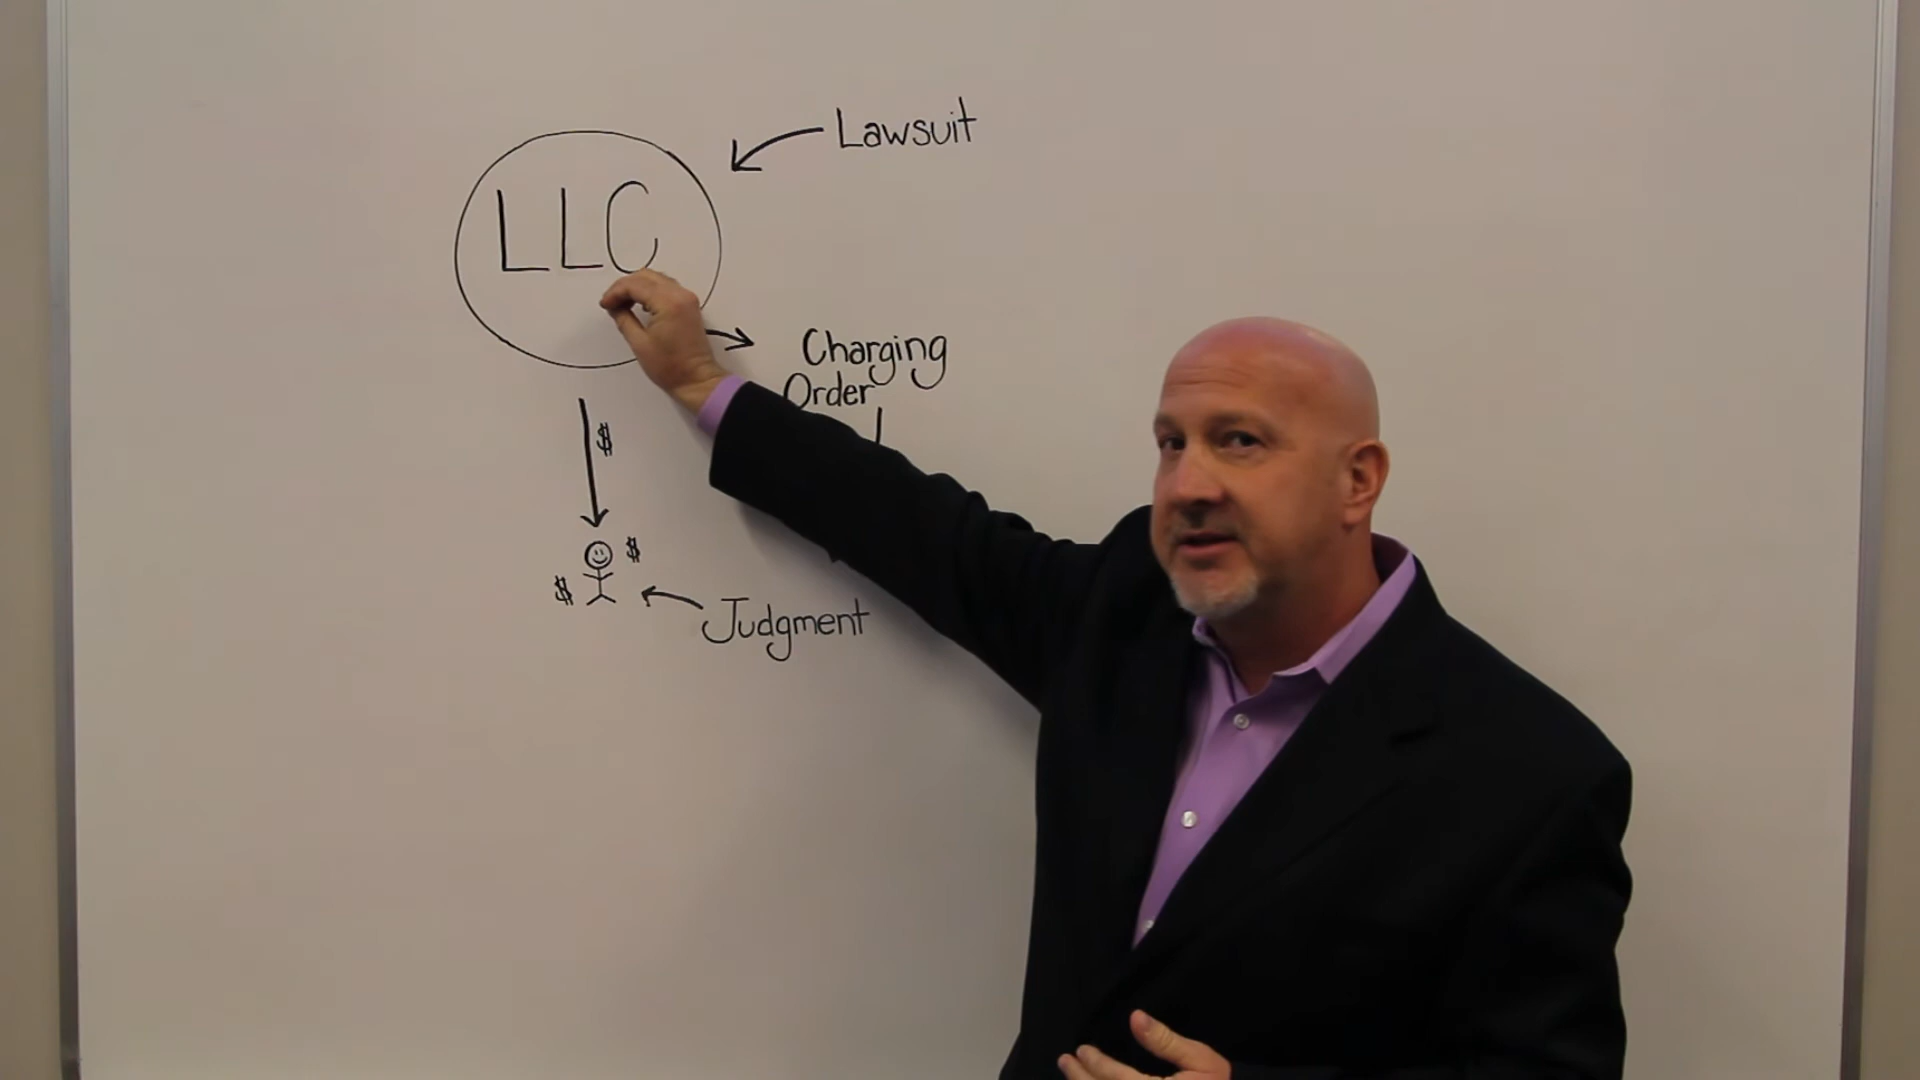 Lawsuit
LLC
Charging
Order
$
$
$
Judgment